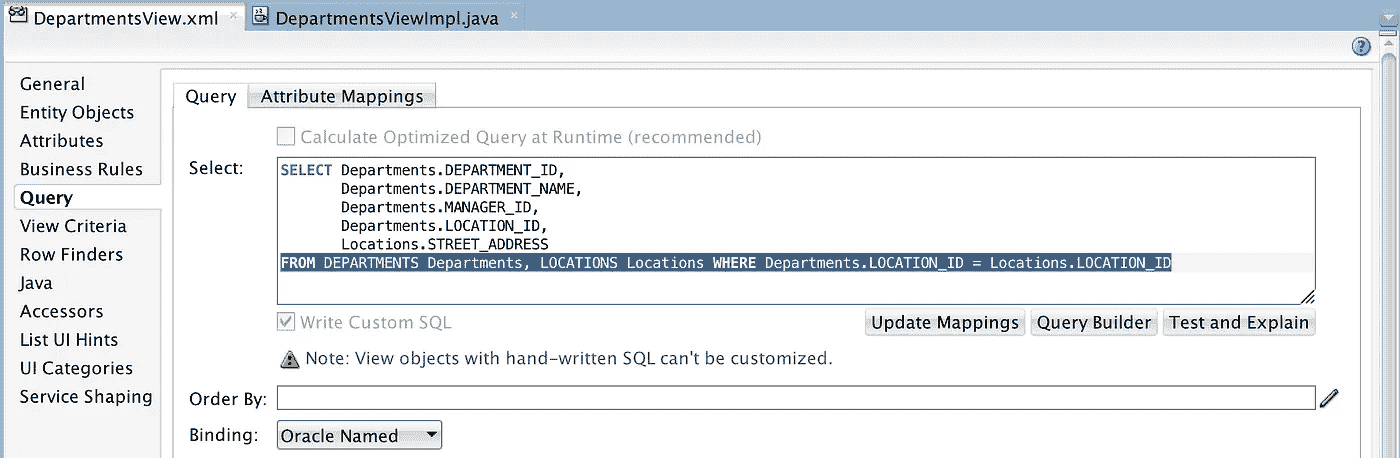 DepartmentsView.xml DepartmentsViewImpl.java
General
Entity Objects
Attributes
Business Rules
Query
View Criteria
Row Finders
Java
Accessors
List UI Hints
UI Categories
Service Shaping
Query Attribute Mappings
Calculate Optimized Query at Runtime (recommended)
Select:
SELECT Departments.DEPARTMENT_ID,
Departments.DEPARTMENT_NAME,
Departments.MANAGER_ID,
Departments.LOCATION_ID,
Locations.STREET_ADDRESS
FROM DEPARTMENTS Departments, LOCATIONS Locations WHERE Departments.LOCATION_ID = Locations.LOCATION_ID
Write Custom SQL
Update Mappings Query Builder Test and Explain
Note: View objects with hand-written SQL can't be customized.
Order By:
Binding: Oracle Named